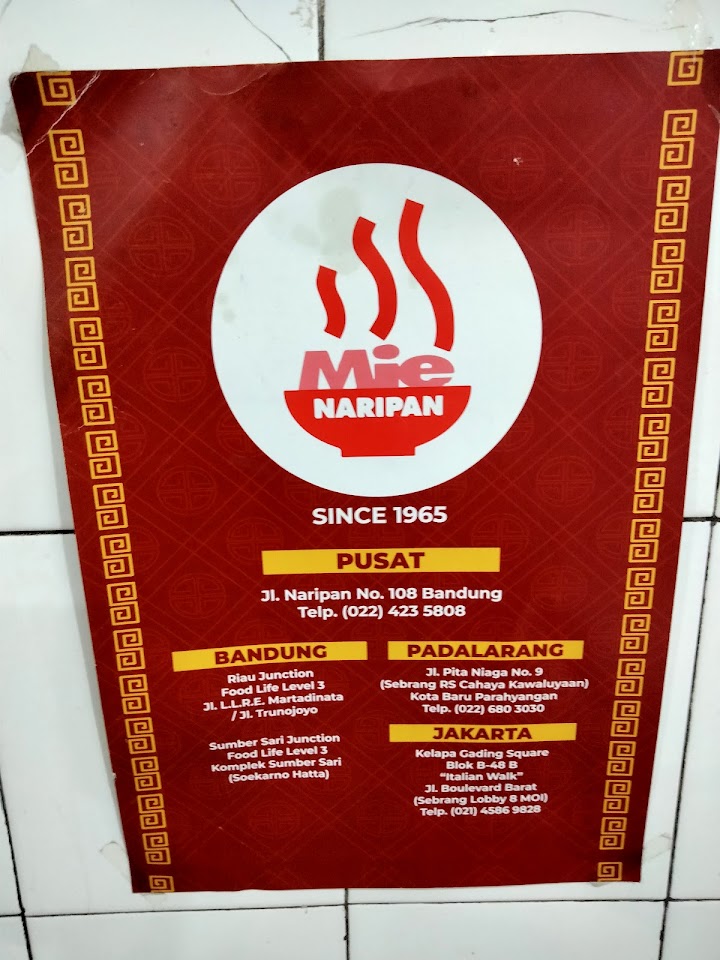 Mie
NARIPAN
SINCE 1965
PUSAT
Jl. Naripan No. 108 Bandung
Telp. (022) 423 5808
BANDUNG
Riau Junction
Food Life Level 3
Jl. L.L.R.E. Martadinata
/ Jl. Trunojoyo
Sumber Sari Junction
Food Life Level 3
Komplek Sumber Sari
(Soekarno Hatta)
PADALARANG
Jl. Pita Niaga No. 9
(Sebrang RS Cahaya Kawaluyaan)
Kota Baru Parahyangan
Telp. (022) 680 3030
JAKARTA
Kelapa Gading Square
Blok B-48 B
“Italian Walk”
Jl. Boulevard Barat
(Sebrang Lobby 8 MOI)
Telp. (021) 4586 9828